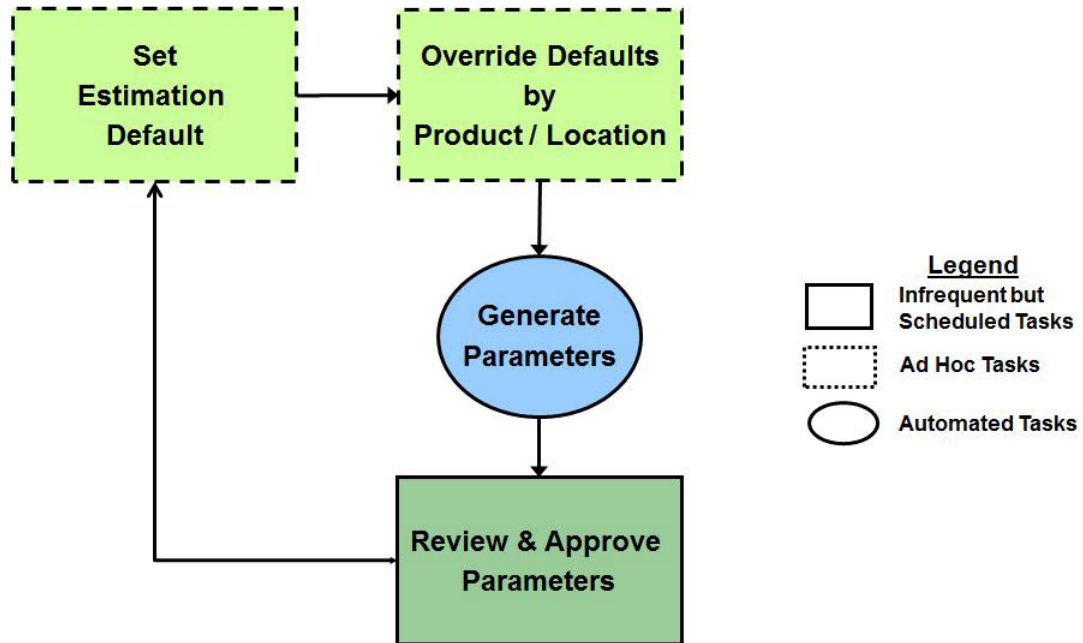 Set
Estimation
Default
Override Defaults
by
Product / Location
Generate
Parameters
Review & Approve
Parameters
Legend
Infrequent but
Scheduled Tasks
Ad Hoc Tasks
Automated Tasks